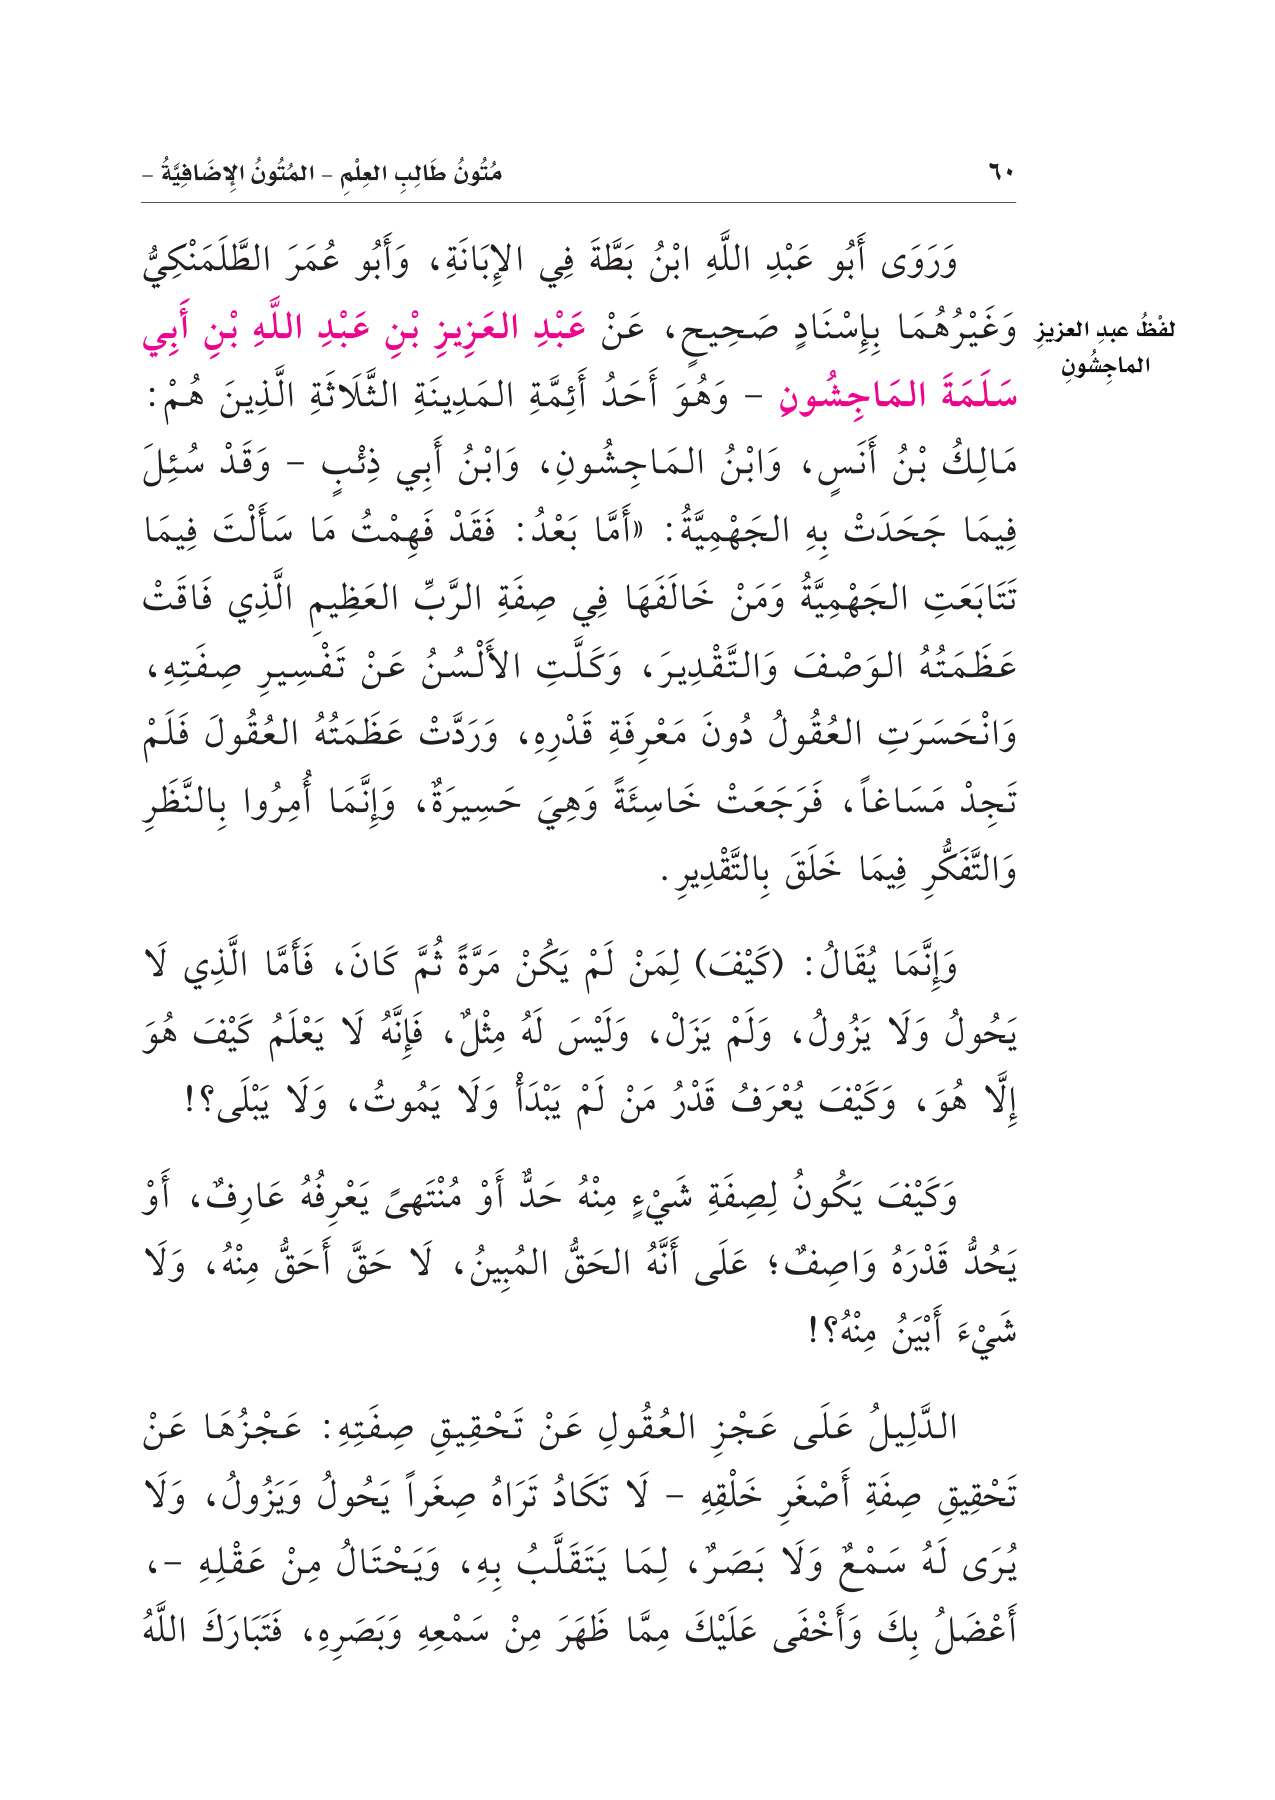 ٦٠
مُتُونُ طَالِبِ العِلْمِ – المُتُونُ الإِضَافِيَّةُ –
وَرَوَى أَبُو عَبْدِ اللَّهِ ابْنُ بَطَّةَ فِي الإِبَانَةِ، وَأَبُو عُمَرَ الطَّلَمَنْكِيُّ
وَغَيْرُهُمَا بِإِسْنَادٍ صَحِيحٍ، عَنْ عَبْدِ العَزِيزِ بْنِ عَبْدِ اللَّهِ بْنِ أَبِي
لفْظُ عبدِ العزيزِ
الماجِشُونِ
سَلَمَةَ المَاجِشُونِ – وَهُوَ أَحَدُ أَئِمَّةِ المَدِينَةِ الثَّلَاثَةِ الَّذِينَ هُمْ:
مَالِكُ بْنُ أَنَسٍ، وَابْنُ المَاجِشُونِ، وَابْنُ أَبِي ذِئْبٍ – وَقَدْ سُئِلَ
فِيمَا جَحَدَتْ بِهِ الجَهْمِيَّةُ: «أَمَّا بَعْدُ: فَقَدْ فَهِمْتُ مَا سَأَلْتَ فِيمَا
تَتَابَعَتِ الجَهْمِيَّةُ وَمَنْ خَالَفَهَا فِي صِفَةِ الرَّبِّ العَظِيمِ الَّذِي فَاقَتْ
عَظَمَتُهُ الوَصْفَ وَالتَّقْدِيرَ، وَكَلَّتِ الأَلْسُنُ عَنْ تَفْسِيرِ صِفَتِهِ،
وَانْحَسَرَتِ العُقُولُ دُونَ مَعْرِفَةِ قَدْرِهِ، وَرَدَّتْ عَظَمَتُهُ العُقُولَ فَلَمْ
تَجِدْ مَسَاغاً، فَرَجَعَتْ خَاسِئَةً وَهِيَ حَسِيرَةٌ، وَإِنَّمَا أُمِرُوا بِالنَّظَرِ
وَالتَّفَكُّرِ فِيمَا خَلَقَ بِالتَّقْدِيرِ.
وَإِنَّمَا يُقَالُ: (كَيْفَ) لِمَنْ لَمْ يَكُنْ مَرَّةً ثُمَّ كَانَ، فَأَمَّا الَّذِي لَا
يَحُولُ وَلَا يَزُولُ، وَلَمْ يَزَلْ، وَلَيْسَ لَهُ مِثْلٌ، فَإِنَّهُ لَا يَعْلَمُ كَيْفَ هُوَ
إِلَّا هُوَ، وَكَيْفَ يُعْرَفُ قَدْرُ مَنْ لَمْ يَبْدَأْ وَلَا يَمُوتُ، وَلَا يَبْلَى؟!
وَكَيْفَ يَكُونُ لِصِفَةِ شَيْءٍ مِنْهُ حَدٌّ أَوْ مُنْتَهىً يَعْرِفُهُ عَارِفٌ، أَوْ
يَحُدُّ قَدْرَهُ وَاصِفٌ؛ عَلَى أَنَّهُ الحَقُّ المُبِينُ، لَا حَقَّ أَحَقُّ مِنْهُ، وَلَا
شَيْءَ أَبْيَنُ مِنْهُ؟!
الدَّلِيلُ عَلَى عَجْزِ العُقُولِ عَنْ تَحْقِيقِ صِفَتِهِ: عَجْزُهَا عَنْ
تَحْقِيقِ صِفَةِ أَصْغَرِ خَلْقِهِ – لَا تَكَادُ تَرَاهُ صِغَراً يَحُولُ وَيَزُولُ، وَلَا
يُرَى لَهُ سَمْعٌ وَلَا بَصَرٌ، لِمَا يَتَقَلَّبُ بِهِ، وَيَحْتَالُ مِنْ عَقْلِهِ –،
أَعْضَلُ بِكَ وَأَخْفَى عَلَيْكَ مِمَّا ظَهَرَ مِنْ سَمْعِهِ وَبَصَرِهِ، فَتَبَارَكَ اللَّهُ